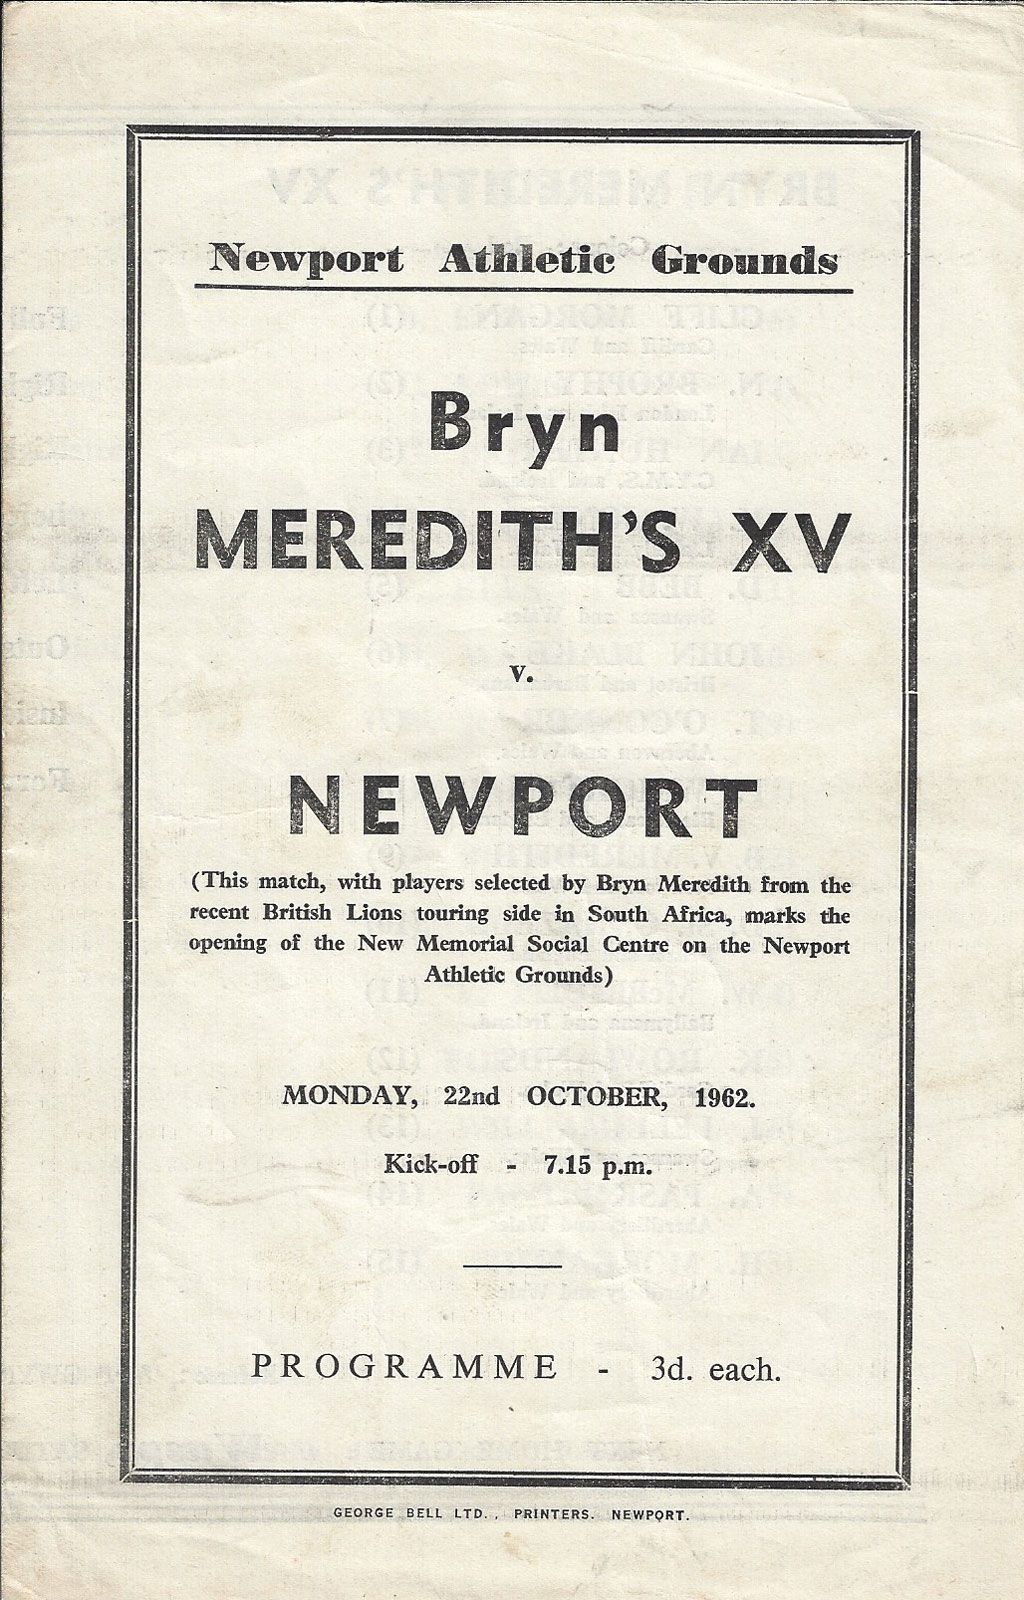 Newport Athletic Grounds
Bryn
MEREDITH'S XV
v.
NEWPORT
(This match, with players selected by Bryn Meredith from the
recent British Lions touring side in South Africa, marks the
opening of the New Memorial Social Centre on the Newport
Athletic Grounds)
MONDAY, 22nd OCTOBER, 1962.
Kick-off - 7.15 p.m.
PROGRAMME - 3d. each.
GEORGE BELL LTD., PRINTERS. NEWPORT.